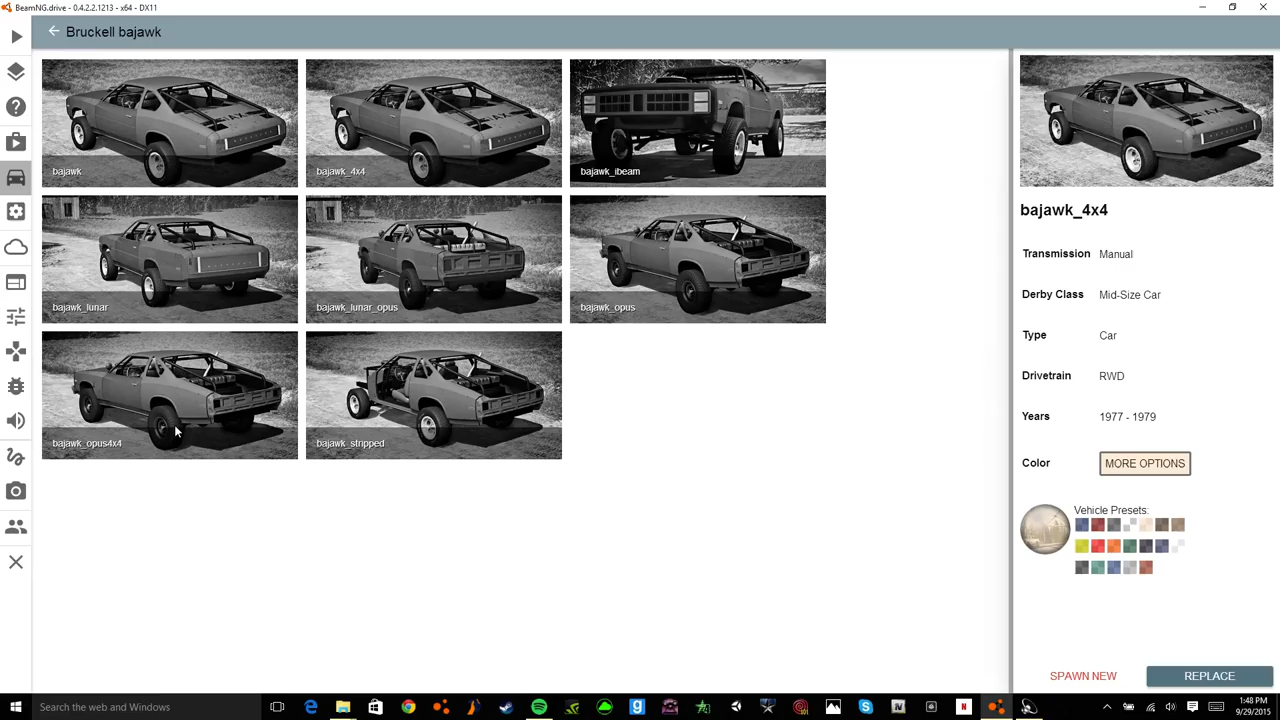 BeamNG.drive - 0.4.2.2.1213 - x64 - DX11
Bruckell bajawk
bajawk
bajawk_4x4
bajawk_ibeam
bajawk_lunar
bajawk_lunar_opus
bajawk_opus
bajawk_opus4x4
bajawk_stripped
bajawk_4x4
Transmission Manual
Derby Class Mid-Size Car
Type Car
Drivetrain RWD
Years 1977 - 1979
Color MORE OPTIONS
Vehicle Presets:
SPAWN NEW REPLACE
Search the web and Windows
1:48 PM
9/29/2015